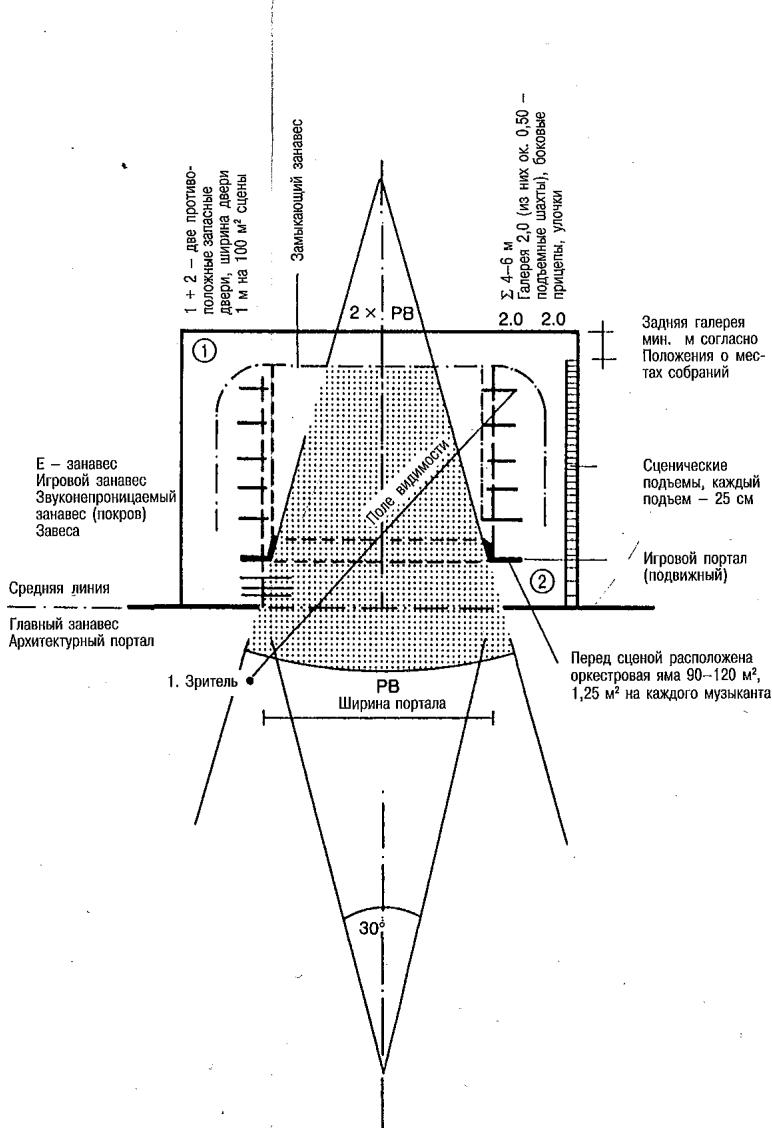 1 + 2 – две противо-
положные запасные
двери, ширина двери
1 м на 100 м² сцены
Замыкающий занавес
Σ 4–6 м
Галерея 2,0 (из них ок. 0,50 –
подъемные шахты), боковые
прицепы, улочки
2 × PB
2.0 2.0
Задняя галерея
мин. м согласно
Положения о мес-
тах собраний
1
E – занавес
Игровой занавес
Звуконепроницаемый
занавес (покров)
Завеса
Поле видимости
Сценические
подъемы, каждый
подъем – 25 см
Игровой портал
(подвижный)
2
Средняя линия
Главный занавес
Архитектурный портал
1. Зритель
Перед сценой расположена
оркестровая яма 90–120 м²,
1,25 м² на каждого музыканта
PB
Ширина портала
30°